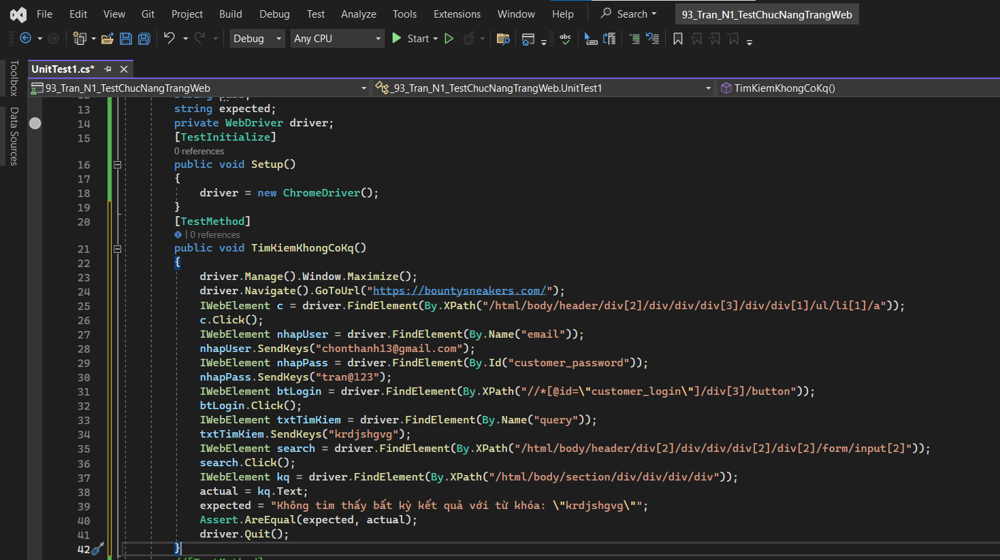 File Edit View Git Project Build Debug Test Analyze Tools Extensions Window Help Search 93_Tran_N1_TestChucNangTrangWeb
Debug Any CPU Start abc
Toolbox
Data Sources
UnitTest1.cs*
93_Tran_N1_TestChucNangTrangWeb _93_Tran_N1_TestChucNangTrangWeb.UnitTest1 TimKiemKhongCoKq()
13 string expected;
14 private WebDriver driver;
15 [TestInitialize]
0 references
16 public void Setup()
17 {
18 driver = new ChromeDriver();
19 }
20 [TestMethod]
| 0 references
21 public void TimKiemKhongCoKq()
22 {
23 driver.Manage().Window.Maximize();
24 driver.Navigate().GoToUrl("https://bountysneakers.com/");
25 IWebElement c = driver.FindElement(By.XPath("/html/body/header/div[2]/div/div/div[3]/div/div[1]/ul/li[1]/a"));
26 c.Click();
27 IWebElement nhapUser = driver.FindElement(By.Name("email"));
28 nhapUser.SendKeys("chonthanh13@gmail.com");
29 IWebElement nhapPass = driver.FindElement(By.Id("customer_password"));
30 nhapPass.SendKeys("tran@123");
31 IWebElement btLogin = driver.FindElement(By.XPath("//*[@id=\"customer_login\"]/div[3]/button"));
32 btLogin.Click();
33 IWebElement txtTimKiem = driver.FindElement(By.Name("query"));
34 txtTimKiem.SendKeys("krdjshgvg");
35 IWebElement search = driver.FindElement(By.XPath("/html/body/header/div[2]/div/div/div[2]/div[2]/form/input[2]"));
36 search.Click();
37 IWebElement kq = driver.FindElement(By.XPath("/html/body/section/div/div/div/div"));
38 actual = kq.Text;
39 expected = "Không tìm thấy bất kỳ kết quả với từ khóa: \"krdjshgvg\"";
40 Assert.AreEqual(expected, actual);
41 driver.Quit();
42 }